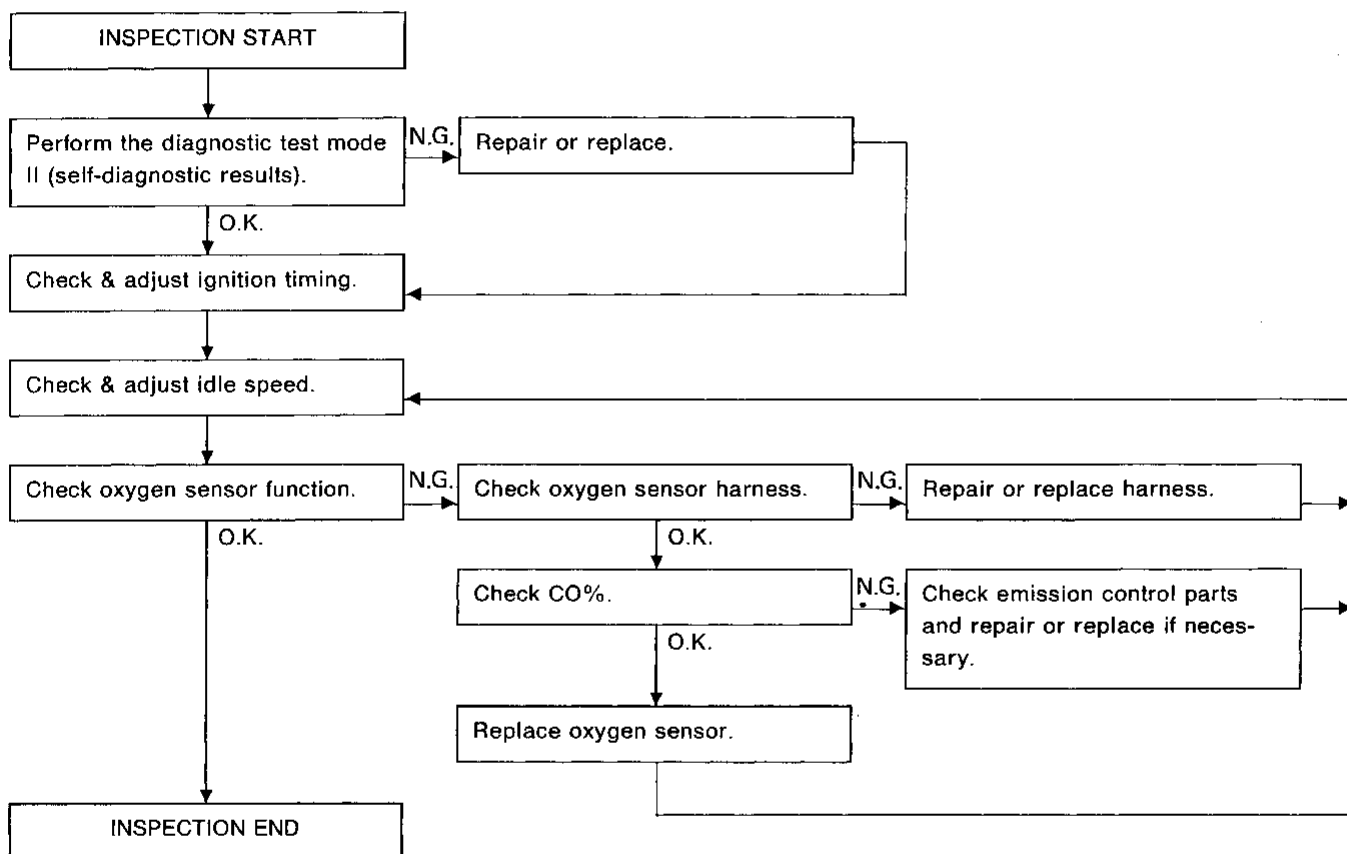 INSPECTION START
Perform the diagnostic test mode
II (self-diagnostic results).
N.G.
Repair or replace.
O.K.
Check & adjust ignition timing.
Check & adjust idle speed.
Check oxygen sensor function.
N.G.
Check oxygen sensor harness.
N.G.
Repair or replace harness.
O.K.
O.K.
Check CO%.
N.G.
Check emission control parts
and repair or replace if neces-
sary.
O.K.
Replace oxygen sensor.
INSPECTION END